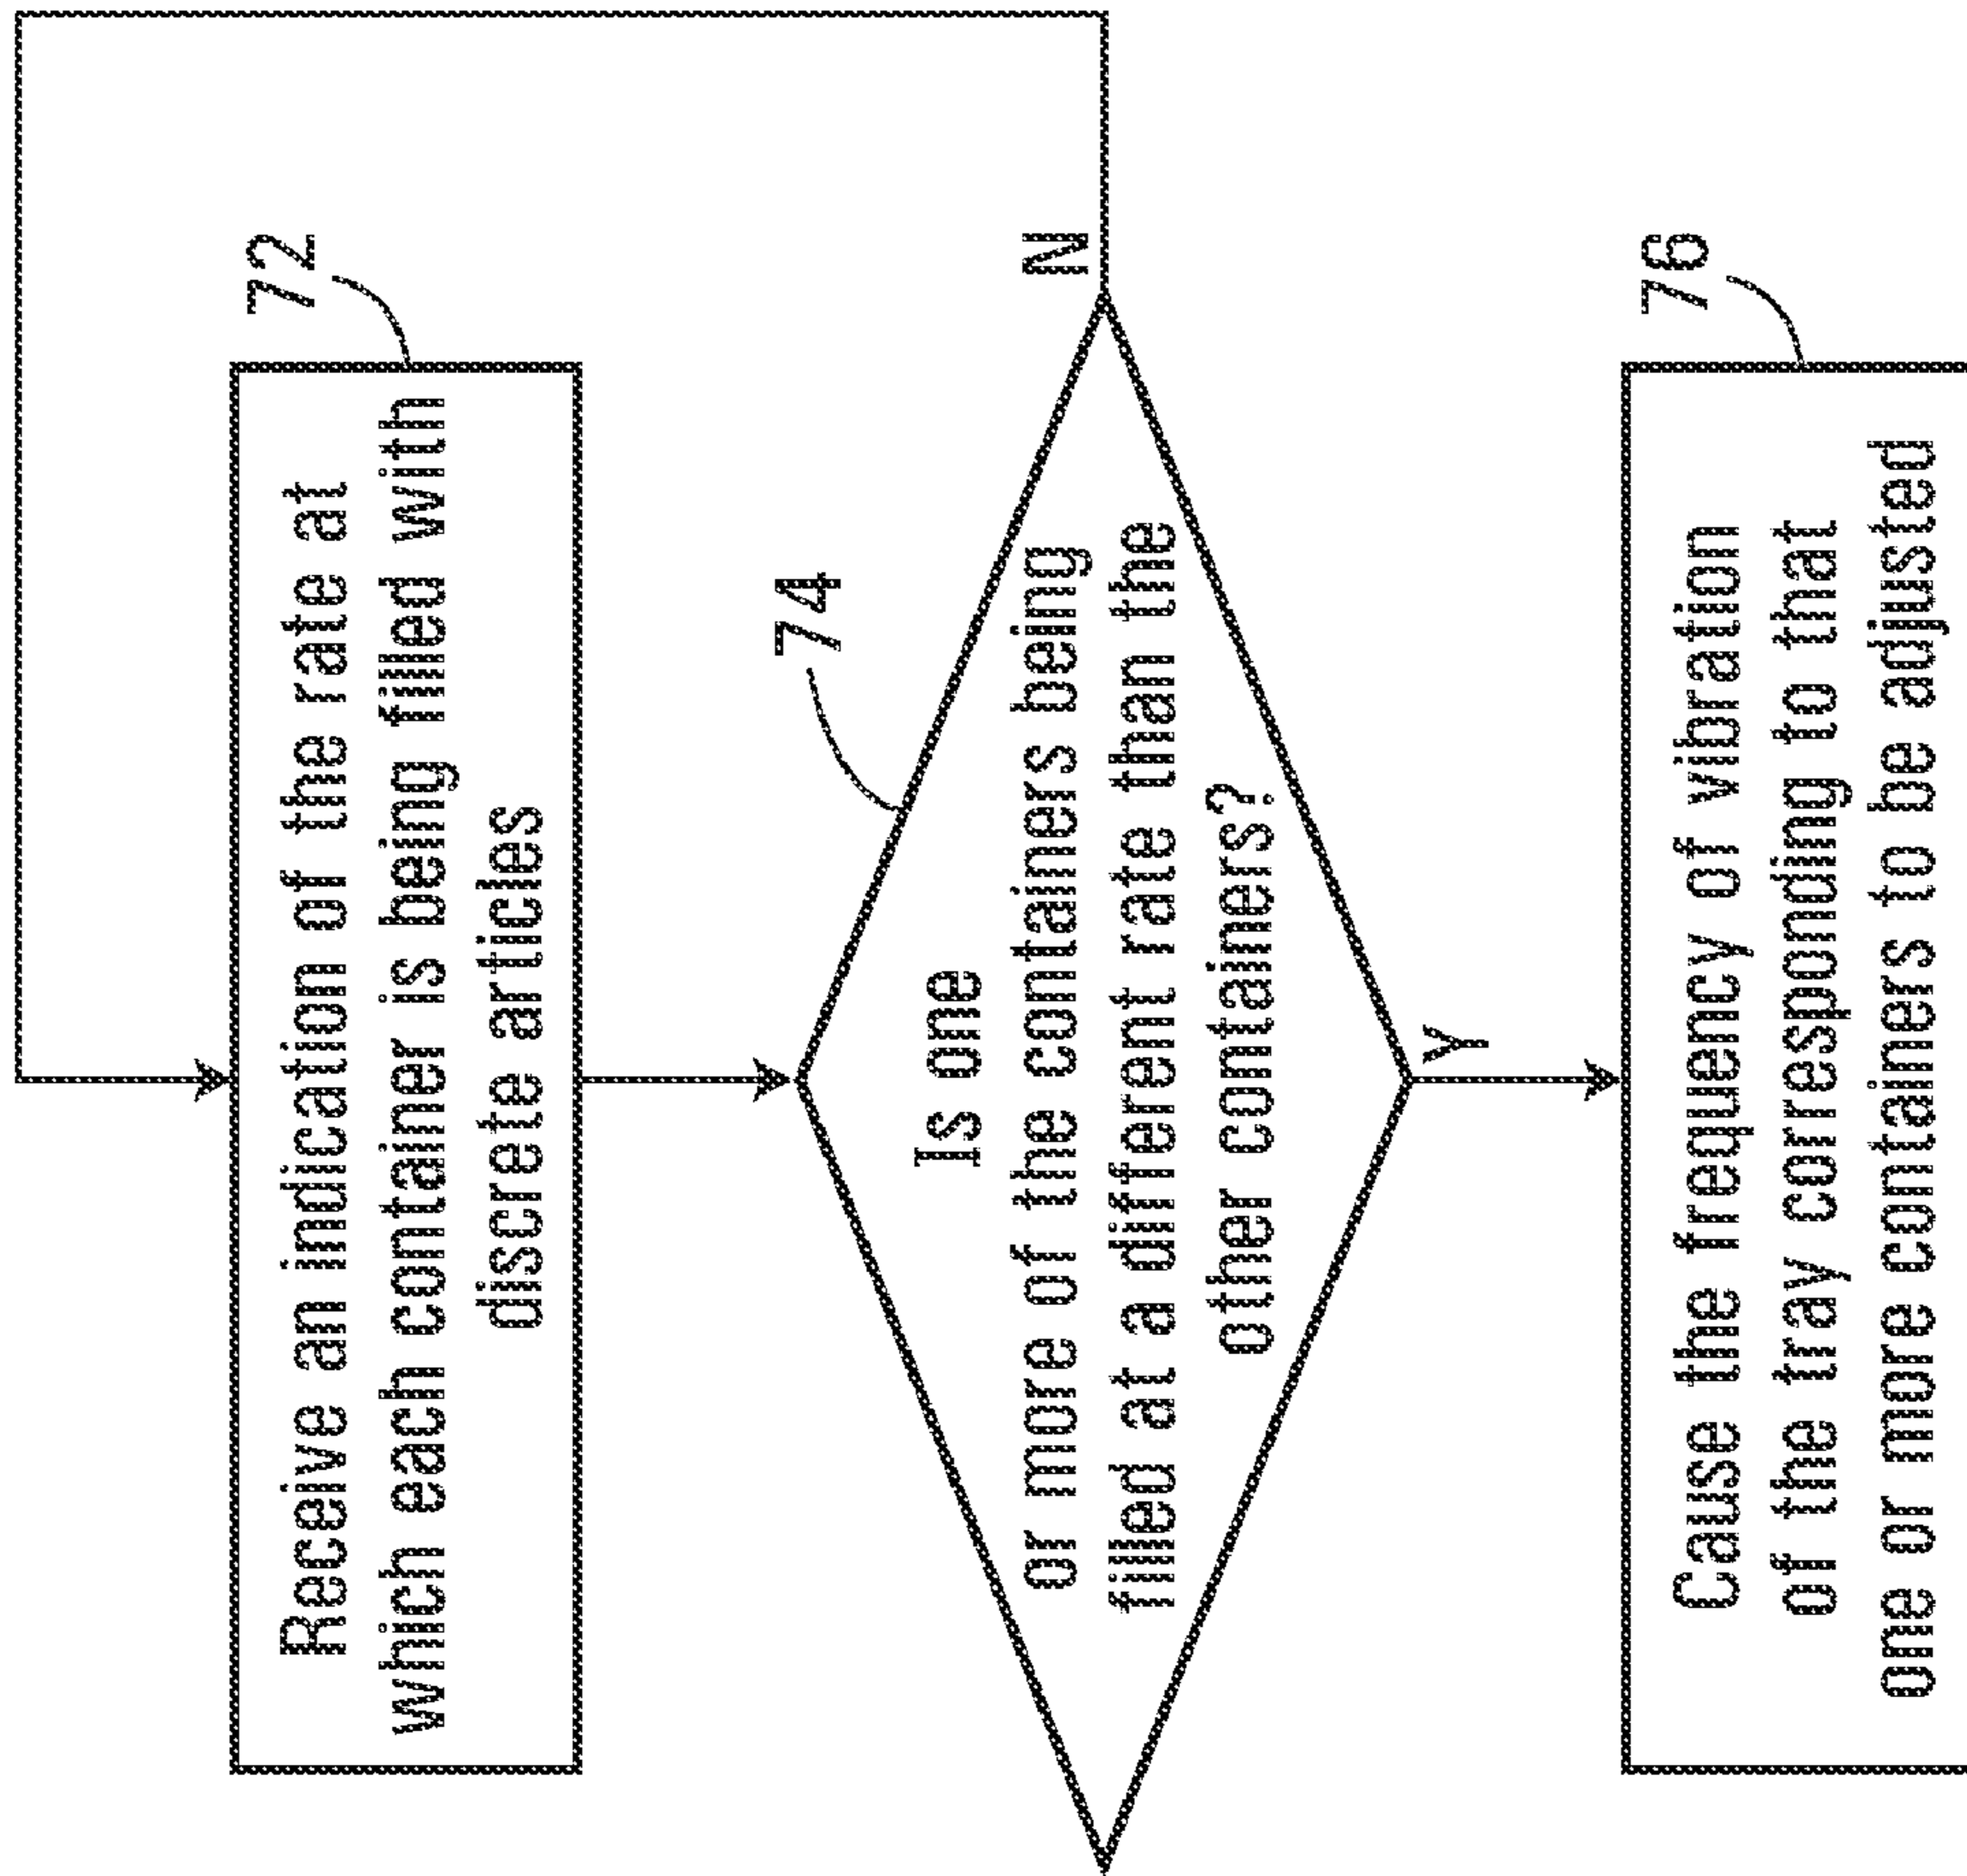 72
Receive an indication of the rate at
which each container is being filled with
discrete articles
74
Is one
or more of the containers being
filled at a different rate than the
other containers?
N
Y
76
Cause the frequency of vibration
of the tray corresponding to that
one or more containers to be adjusted